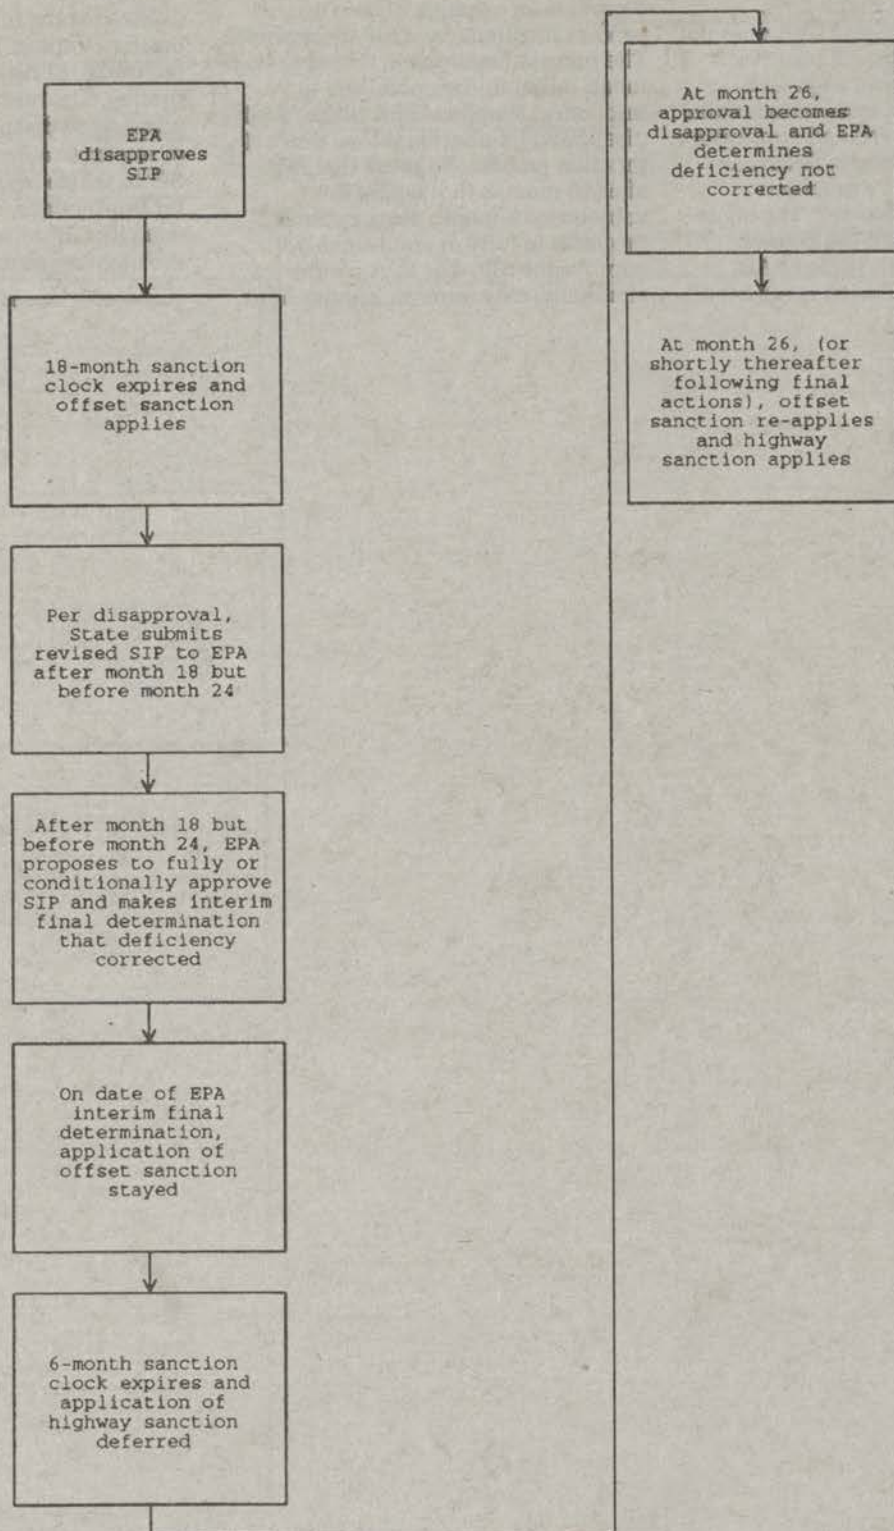 EPA
disapproves
SIP
18-month sanction
clock expires and
offset sanction
applies
Per disapproval,
State submits
revised SIP to EPA
after month 18 but
before month 24
After month 18 but
before month 24, EPA
proposes to fully or
conditionally approve
SIP and makes interim
final determination
that deficiency
corrected
On date of EPA
interim final
determination,
application of
offset sanction
stayed
6-month sanction
clock expires and
application of
highway sanction
deferred
At month 26,
approval becomes
disapproval and EPA
determines
deficiency not
corrected
At month 26, (or
shortly thereafter
following final
actions), offset
sanction re-applies
and highway
sanction applies